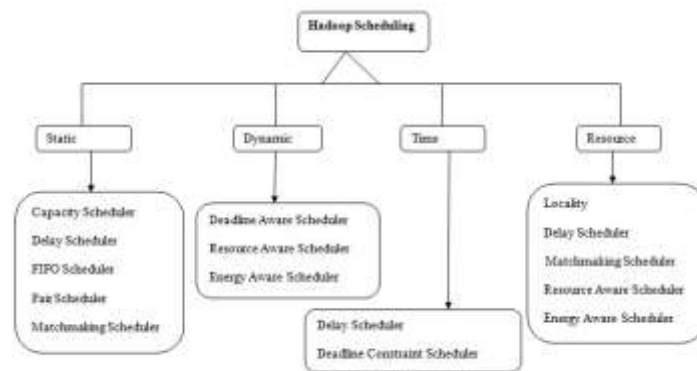 Hadoop Scheduling
Static
Dynamic
Time
Resource
Capacity Scheduler
Delay Scheduler
FIFO Scheduler
Fair Scheduler
Matchmaking Scheduler
Deadline Aware Scheduler
Resource Aware Scheduler
Energy Aware Scheduler
Delay Scheduler
Deadline Constraint Scheduler
Locality
Delay Scheduler
Matchmaking Scheduler
Resource Aware Scheduler
Energy Aware Scheduler